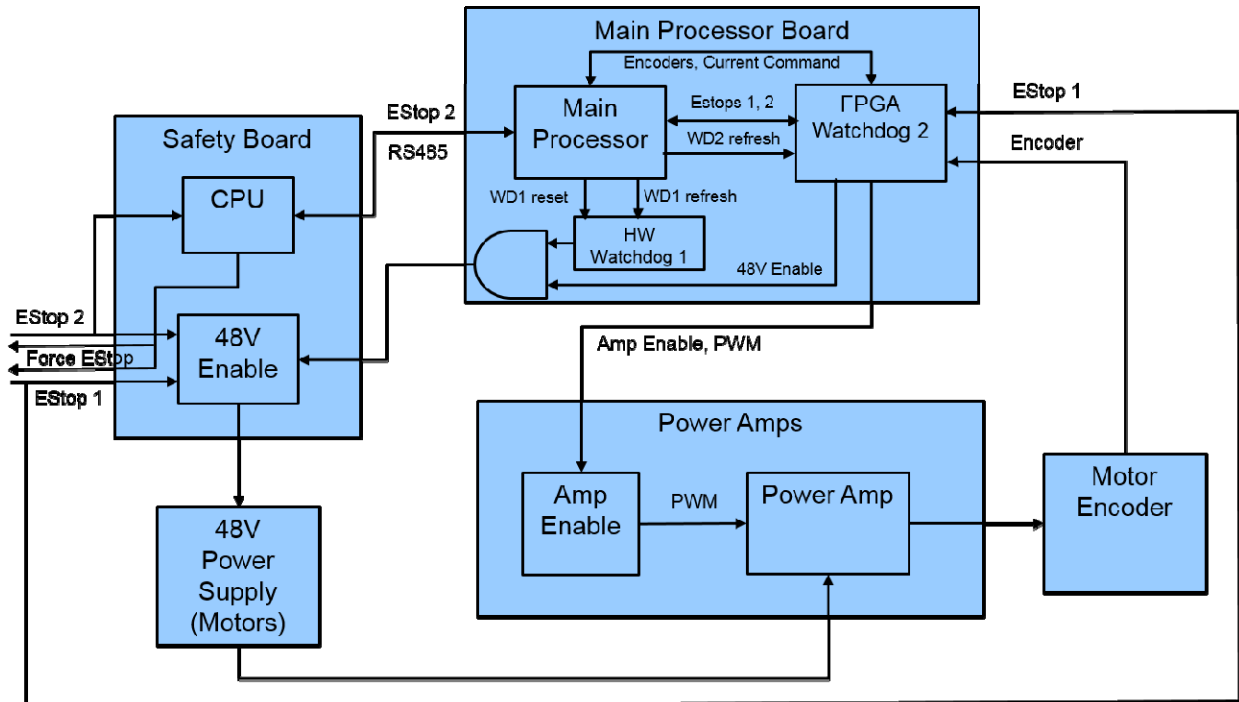 Main Processor Board
Encoders, Current Command
Main
Processor
Estops 1, 2
WD2 refresh
ГPGA
Watchdog 2
EStop 1
Encoder
EStop 2
RS485
WD1 reset
WD1 refresh
HW
Watchdog 1
48V Enable
Safety Board
CPU
EStop 2
Force EStop
EStop 1
48V
Enable
Amp Enable, PWM
Power Amps
Amp
Enable
PWM
Power Amp
Motor
Encoder
48V
Power
Supply
(Motors)